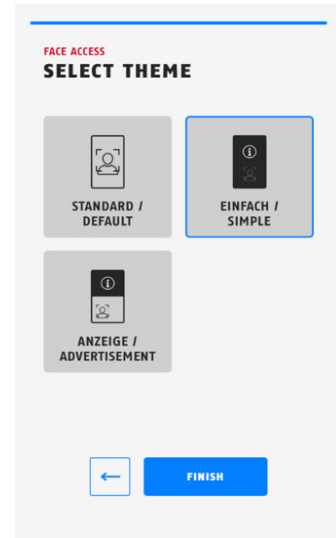 FACE ACCESS
SELECT THEME
STANDARD /
DEFAULT
EINFACH /
SIMPLE
ANZEIGE /
ADVERTISEMENT
FINISH